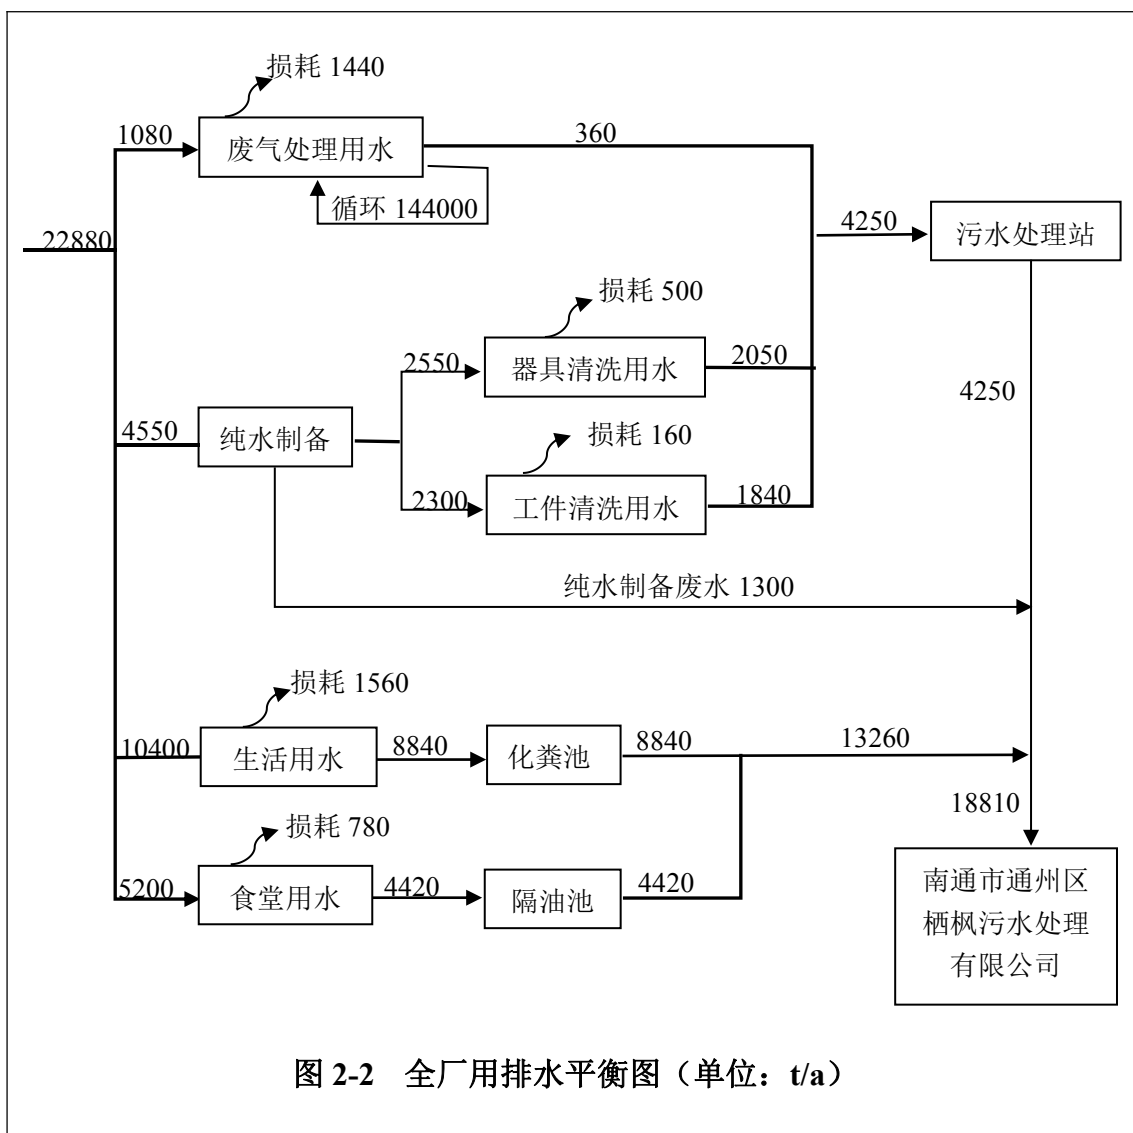 损耗 1440
1080
废气处理用水
360
循环 144000
22880
4250
污水处理站
损耗 500
2550
器具清洗用水
2050
4250
4550
纯水制备
损耗 160
2300
工件清洗用水
1840
纯水制备废水 1300
损耗 1560
10400
生活用水
8840
化粪池
8840
13260
18810
损耗 780
5200
食堂用水
4420
隔油池
4420
南通市通州区
栖枫污水处理
有限公司
图 2-2 全厂用排水平衡图（单位：t/a）